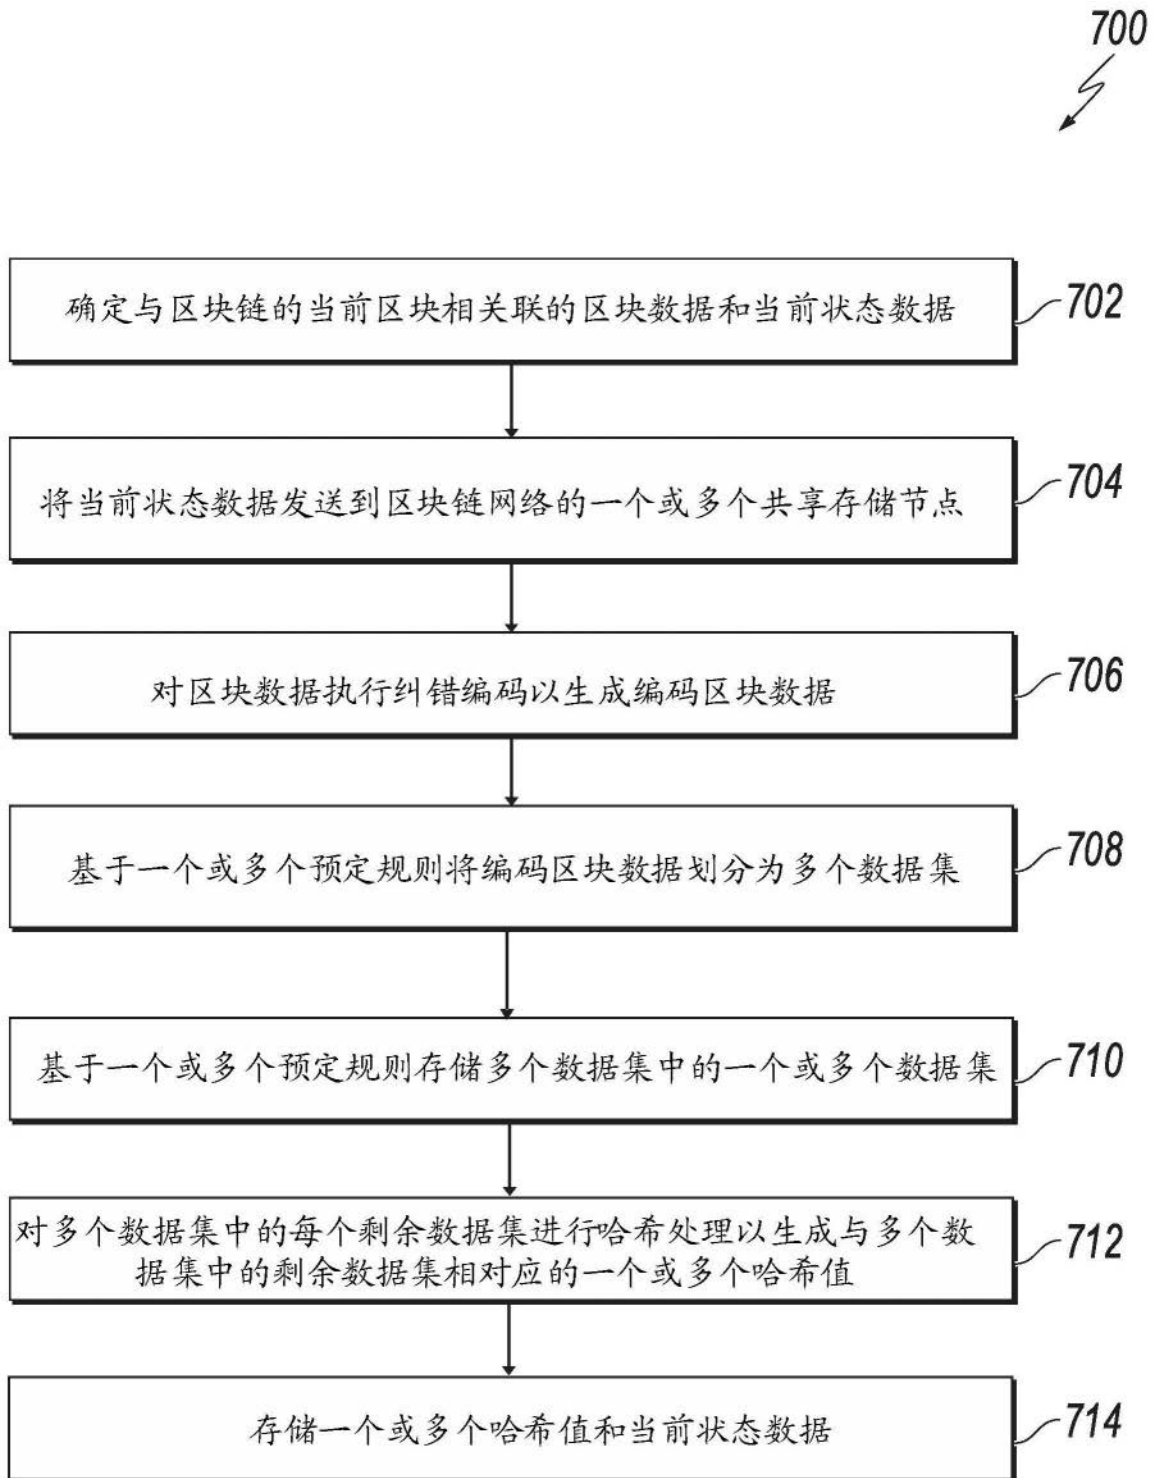 700
确定与区块链的当前区块相关联的区块数据和当前状态数据
702
将当前状态数据发送到区块链网络的一个或多个共享存储节点
704
对区块数据执行纠错编码以生成编码区块数据
706
基于一个或多个预定规则将编码区块数据划分为多个数据集
708
基于一个或多个预定规则存储多个数据集中的一个或多个数据集
710
对多个数据集中的每个剩余数据集进行哈希处理以生成与多个数
据集中的剩余数据集相对应的一个或多个哈希值
712
存储一个或多个哈希值和当前状态数据
714